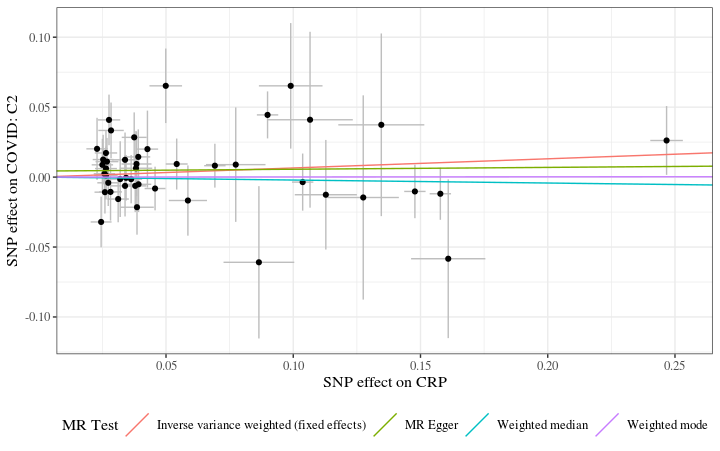 0.10
0.05
0.00
-0.05
-0.10
SNP effect on COVID: C2
0.05 0.10 0.15 0.20 0.25
SNP effect on CRP
MR Test Inverse variance weighted (fixed effects) MR Egger Weighted median Weighted mode